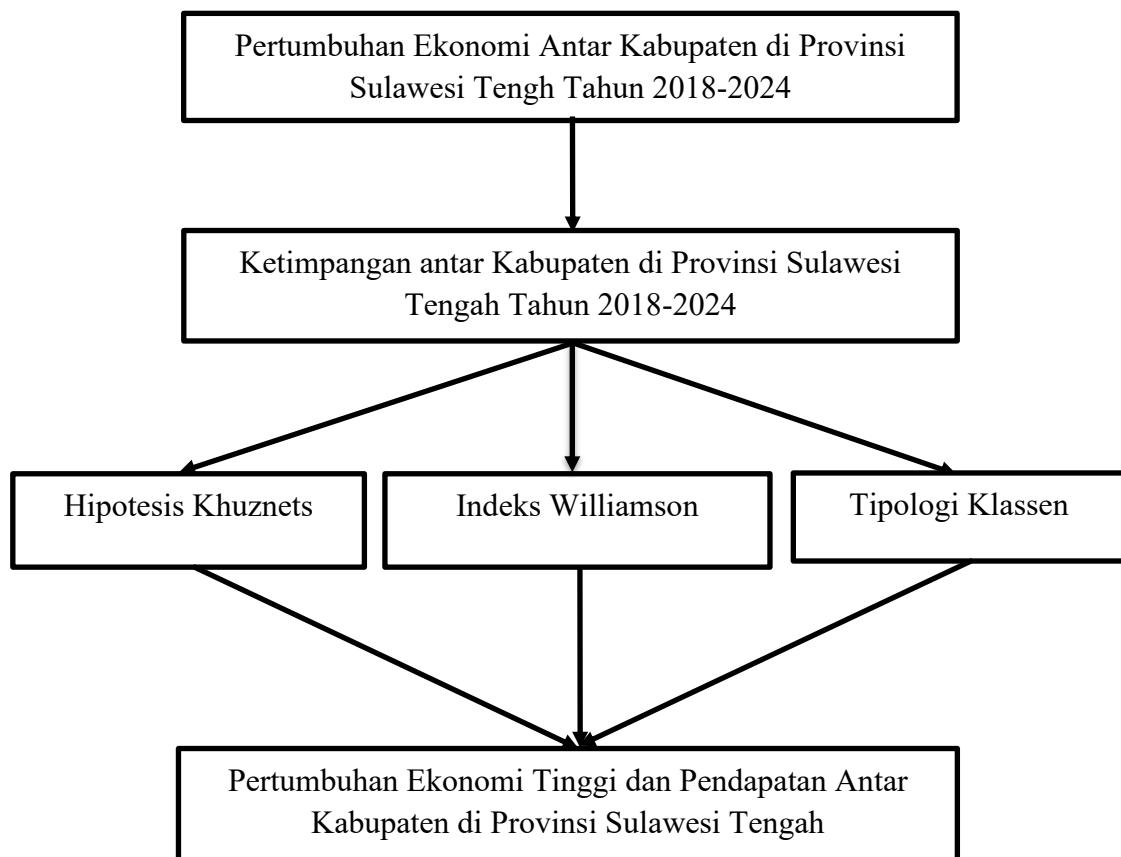 Pertumbuhan Ekonomi Antar Kabupaten di Provinsi
Sulawesi Tengh Tahun 2018-2024
Ketimpangan antar Kabupaten di Provinsi Sulawesi
Tengah Tahun 2018-2024
Hipotesis Khuznets
Indeks Williamson
Tipologi Klassen
Pertumbuhan Ekonomi Tinggi dan Pendapatan Antar
Kabupaten di Provinsi Sulawesi Tengah